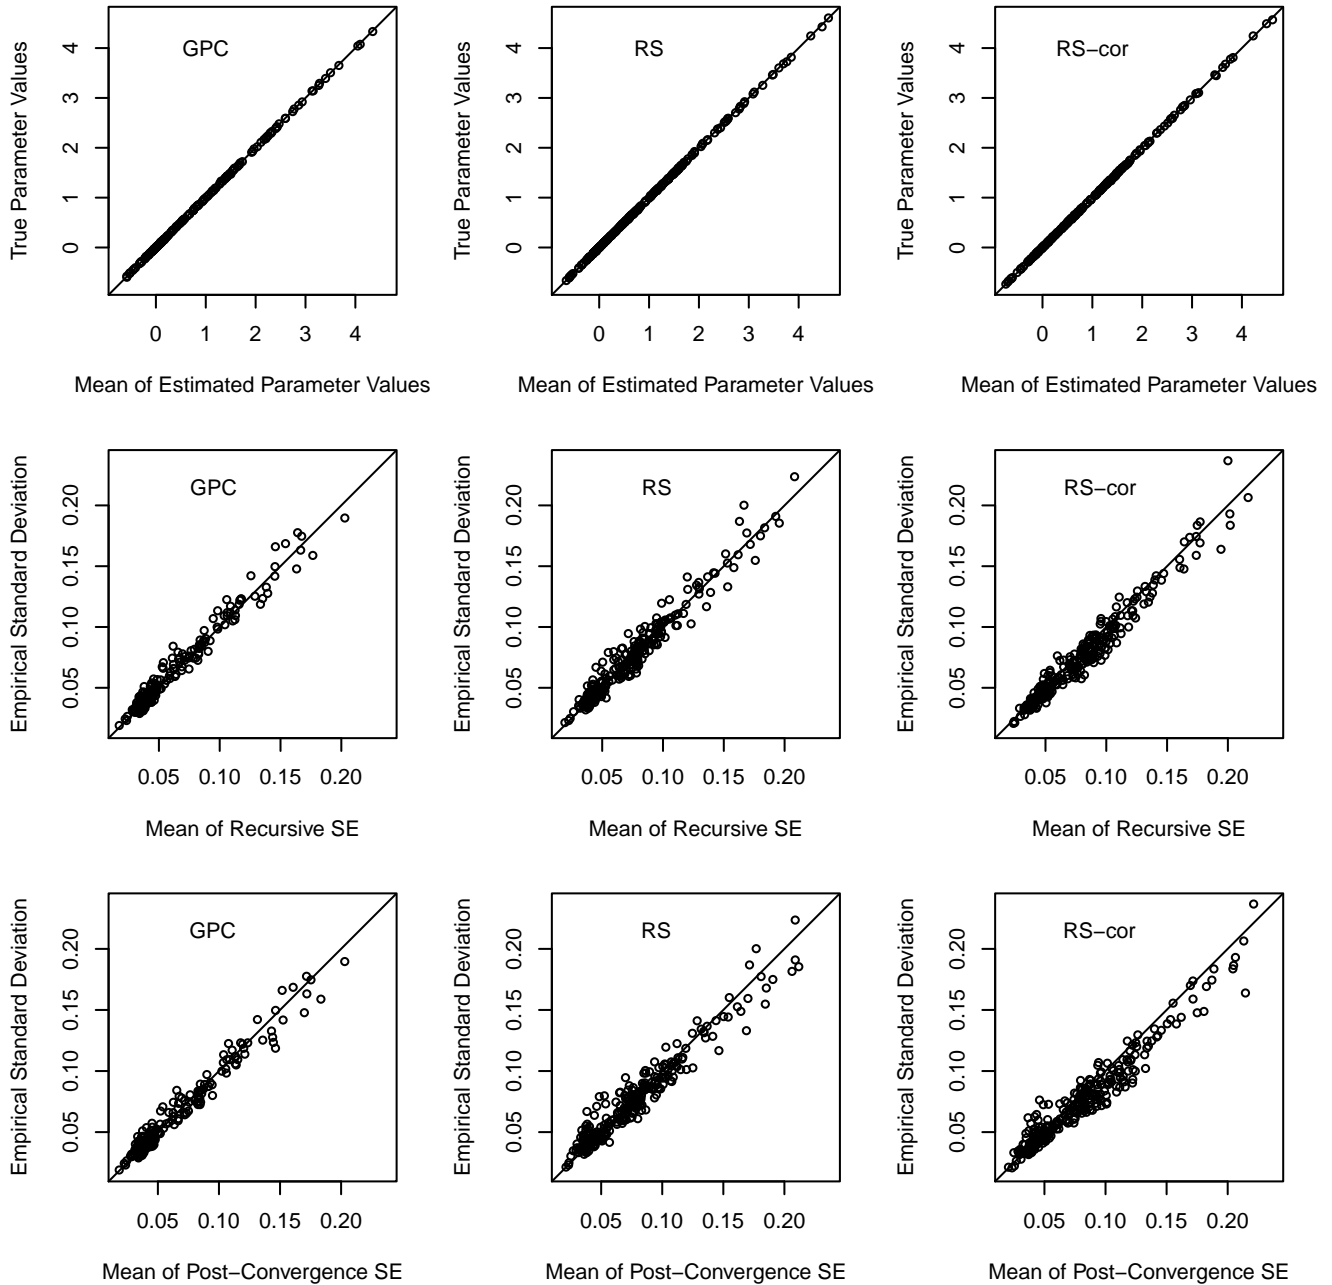 True Parameter Values
4
3
2
1
0
GPC
0 1 2 3 4
Mean of Estimated Parameter Values
True Parameter Values
4
3
2
1
0
RS
0 1 2 3 4
Mean of Estimated Parameter Values
True Parameter Values
4
3
2
1
0
RS−cor
0 1 2 3 4
Mean of Estimated Parameter Values
Empirical Standard Deviation
0.20
0.15
0.10
0.05
GPC
0.05 0.10 0.15 0.20
Mean of Recursive SE
Empirical Standard Deviation
0.20
0.15
0.10
0.05
RS
0.05 0.10 0.15 0.20
Mean of Recursive SE
Empirical Standard Deviation
0.20
0.15
0.10
0.05
RS−cor
0.05 0.10 0.15 0.20
Mean of Recursive SE
Empirical Standard Deviation
0.20
0.15
0.10
0.05
GPC
0.05 0.10 0.15 0.20
Mean of Post−Convergence SE
Empirical Standard Deviation
0.20
0.15
0.10
0.05
RS
0.05 0.10 0.15 0.20
Mean of Post−Convergence SE
Empirical Standard Deviation
0.20
0.15
0.10
0.05
RS−cor
0.05 0.10 0.15 0.20
Mean of Post−Convergence SE